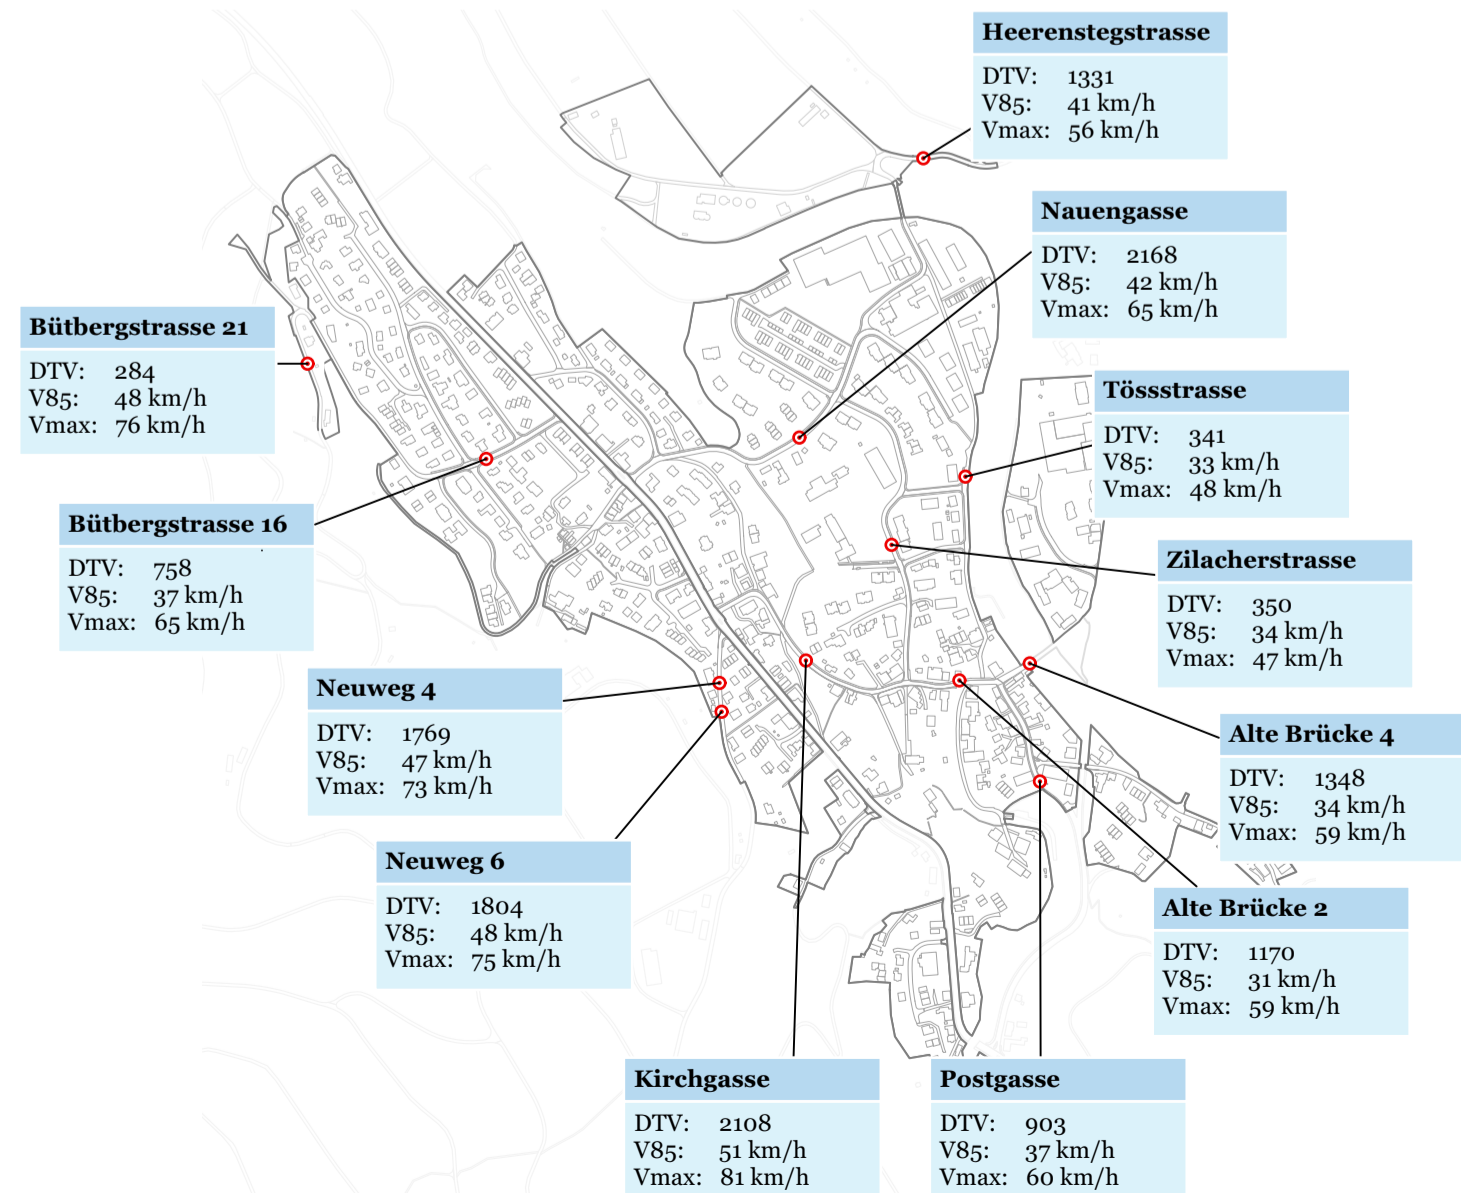 Heerenstegstrasse
DTV: 1331
V85: 41 km/h
Vmax: 56 km/h
Nauengasse
DTV: 2168
V85: 42 km/h
Vmax: 65 km/h
Bütbergstrasse 21
DTV: 284
V85: 48 km/h
Vmax: 76 km/h
Tössstrasse
DTV: 341
V85: 33 km/h
Vmax: 48 km/h
Bütbergstrasse 16
DTV: 758
V85: 37 km/h
Vmax: 65 km/h
Zilacherstrasse
DTV: 350
V85: 34 km/h
Vmax: 47 km/h
Neuweg 4
DTV: 1769
V85: 47 km/h
Vmax: 73 km/h
Alte Brücke 4
DTV: 1348
V85: 34 km/h
Vmax: 59 km/h
Neuweg 6
DTV: 1804
V85: 48 km/h
Vmax: 75 km/h
Alte Brücke 2
DTV: 1170
V85: 31 km/h
Vmax: 59 km/h
Kirchgasse
DTV: 2108
V85: 51 km/h
Vmax: 81 km/h
Postgasse
DTV: 903
V85: 37 km/h
Vmax: 60 km/h